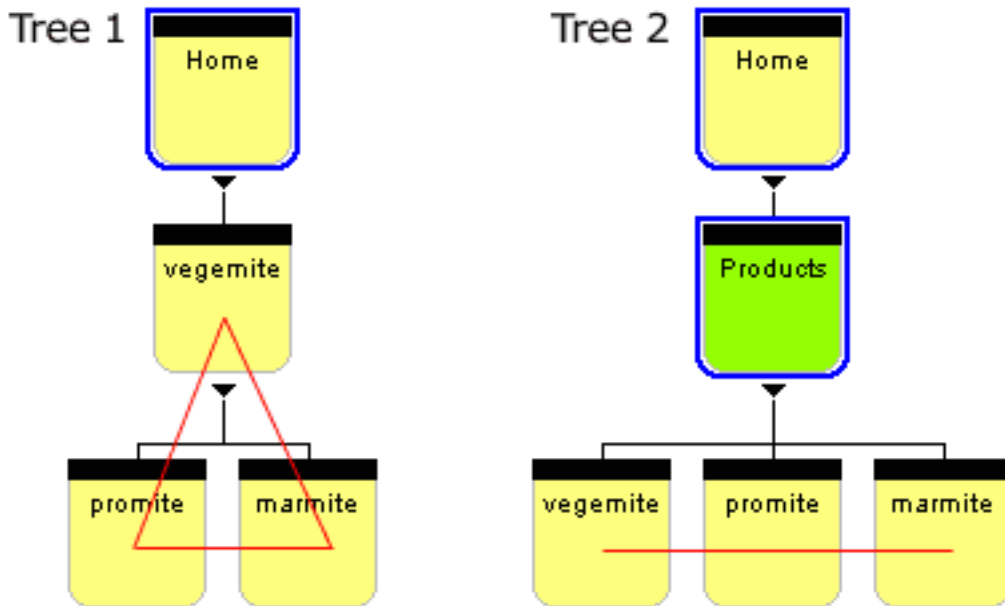 Tree 1
Home
vegemite
promite
marmite
Tree 2
Home
Products
vegemite
promite
marmite